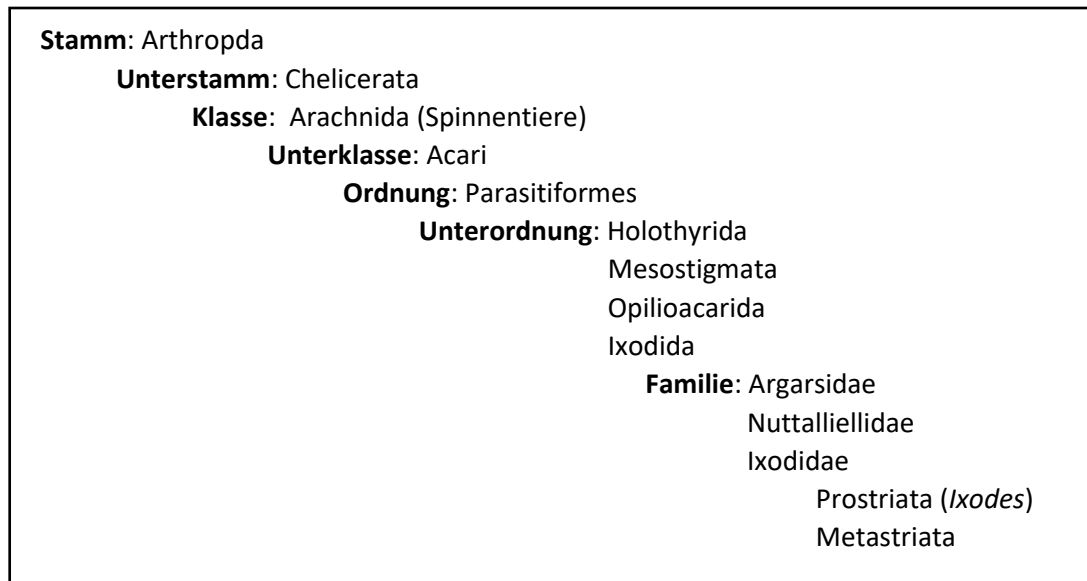 Stamm: Arthropda
Unterstamm: Chelicerata
Klasse: Arachnida (Spinnentiere)
Unterklasse: Acari
Ordnung: Parasitiformes
Unterordnung: Holothyrida
Mesostigmata
Opilioacarida
Ixodida
Familie: Argarsidae
Nuttalliellidae
Ixodidae
Prostriata (Ixodes)
Metastriata